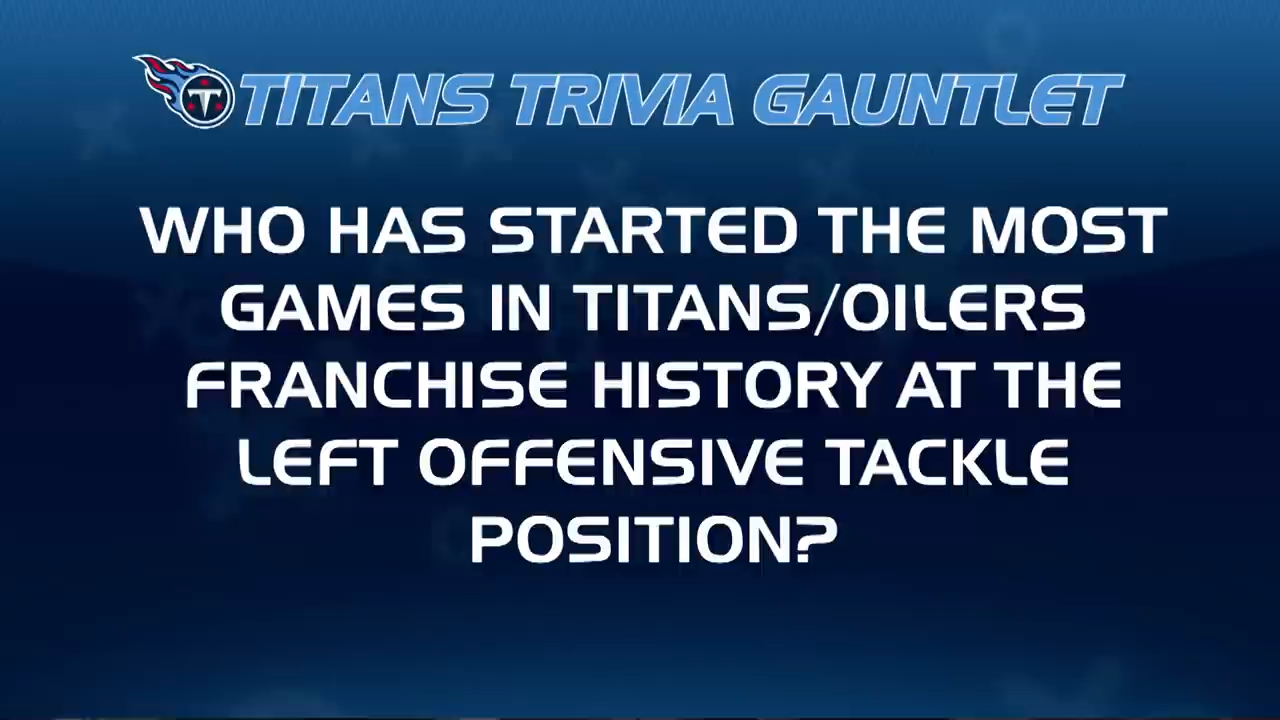 TITANS TRIVIA GAUNTLET
WHO HAS STARTED THE MOST
GAMES IN TITANS/OILERS
FRANCHISE HISTORY AT THE
LEFT OFFENSIVE TACKLE
POSITION?